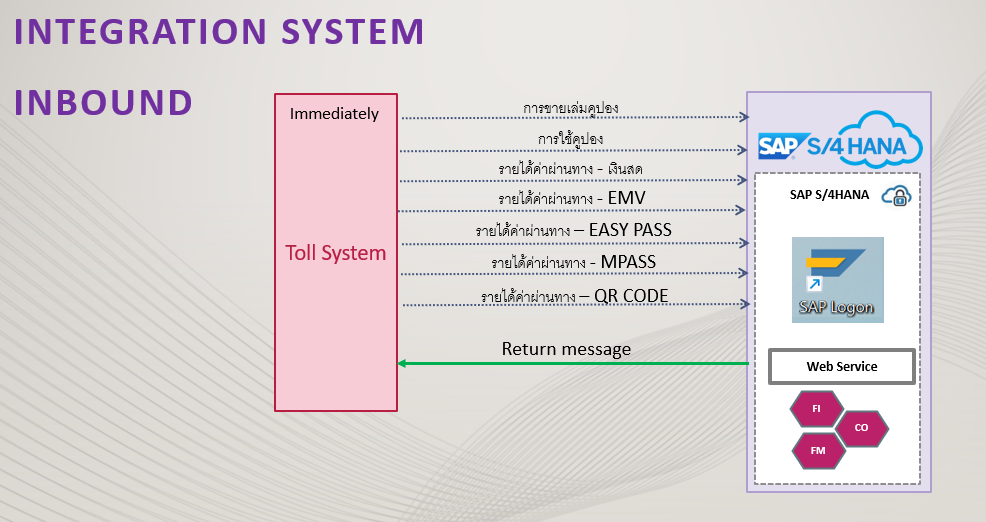 INTEGRATION SYSTEM
INBOUND
Immediately
Toll System
การขายเล่มคูปอง
การใช้คูปอง
รายได้ค่าผ่านทาง - เงินสด
รายได้ค่าผ่านทาง - EMV
รายได้ค่าผ่านทาง – EASY PASS
รายได้ค่าผ่านทาง - MPASS
รายได้ค่าผ่านทาง – QR CODE
Return message
SAP S/4HANA
SAP S/4HANA
SAP Logon
Web Service
FI
CO
FM